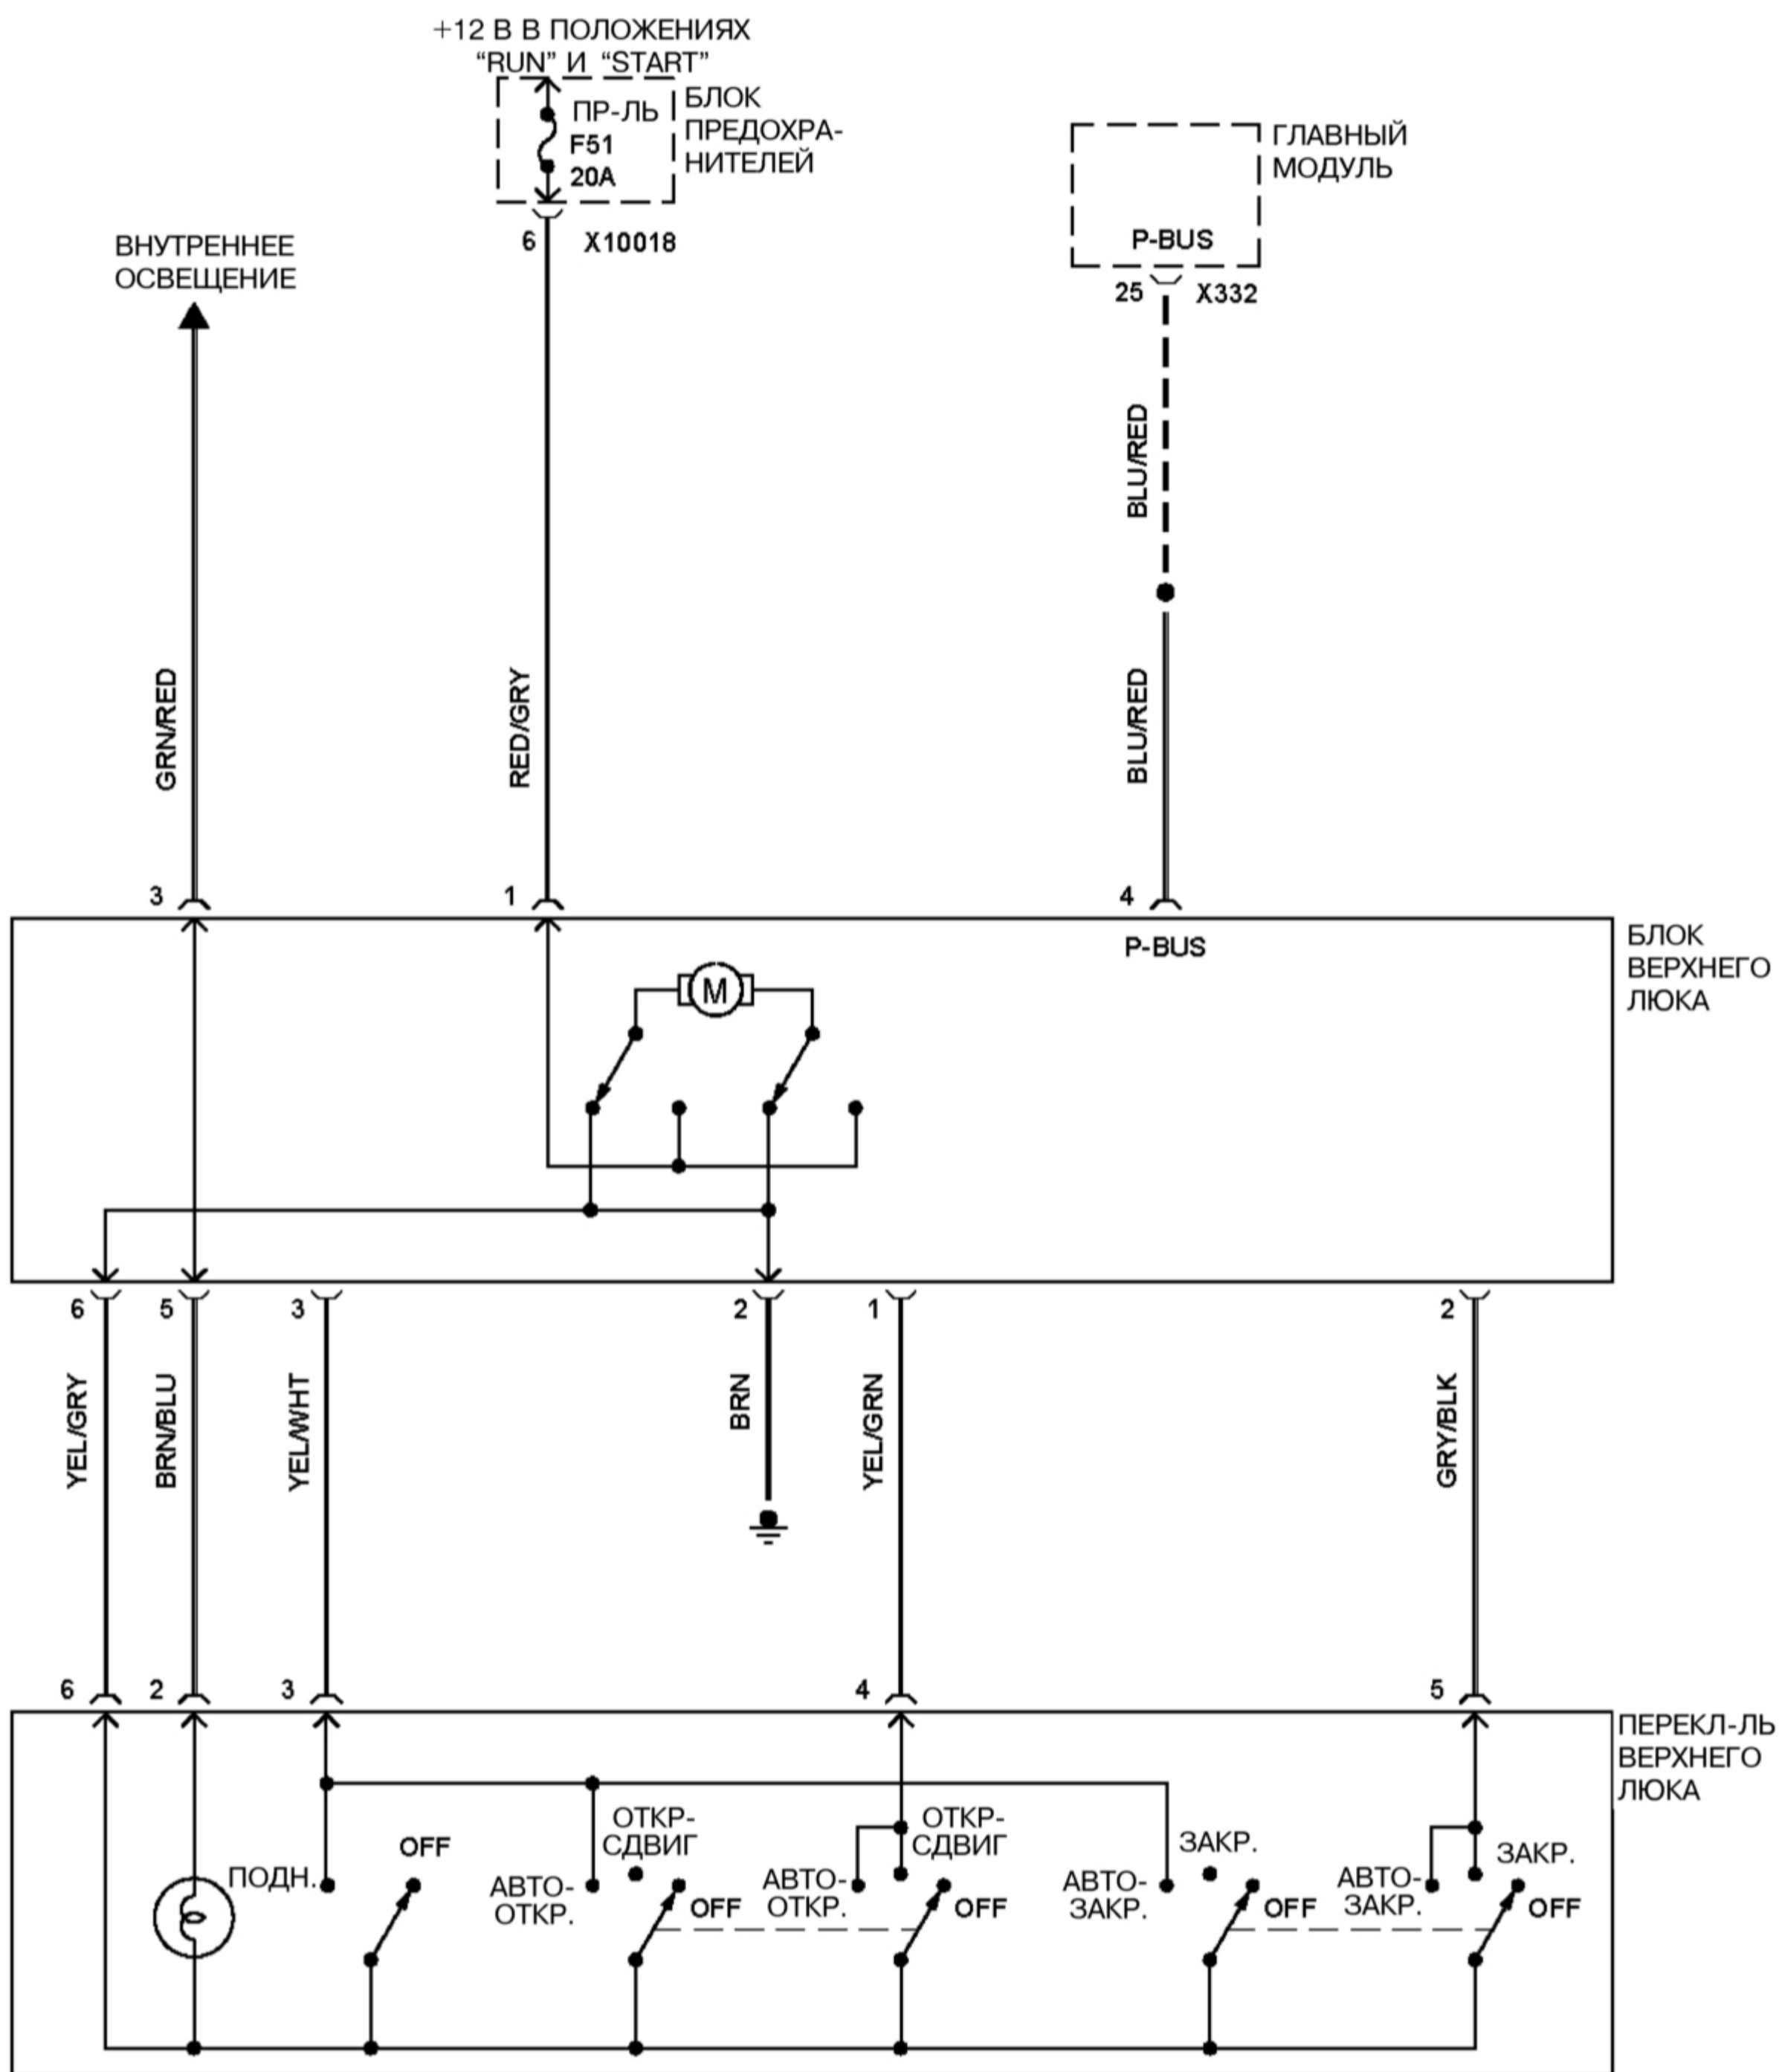 +12 В В ПОЛОЖЕНИЯХ
“RUN” И “START”
ПР-ЛЬ
F51
20A
БЛОК
ПРЕДОХРА-
НИТЕЛЕЙ
6 X10018
ГЛАВНЫЙ
МОДУЛЬ
P-BUS
25 X332
ВНУТРЕННЕЕ
ОСВЕЩЕНИЕ
BLU/RED
GRN/RED
RED/GRY
BLU/RED
3 1 4
P-BUS
БЛОК
ВЕРХНЕГО
ЛЮКА
M
6 5 3 2 1 2
YEL/GRY
BRN/BLU
YEL/WHT
BRN
YEL/GRN
GRY/BLK
6 2 3 4 5
ПЕРЕКЛ-ЛЬ
ВЕРХНЕГО
ЛЮКА
ПОДН.
OFF
АВТО-
ОТКР.
ОТКР-
СДВИГ
OFF
АВТО-
ОТКР.
ОТКР-
СДВИГ
OFF
АВТО-
ЗАКР.
ЗАКР.
OFF
АВТО-
ЗАКР.
ЗАКР.
OFF